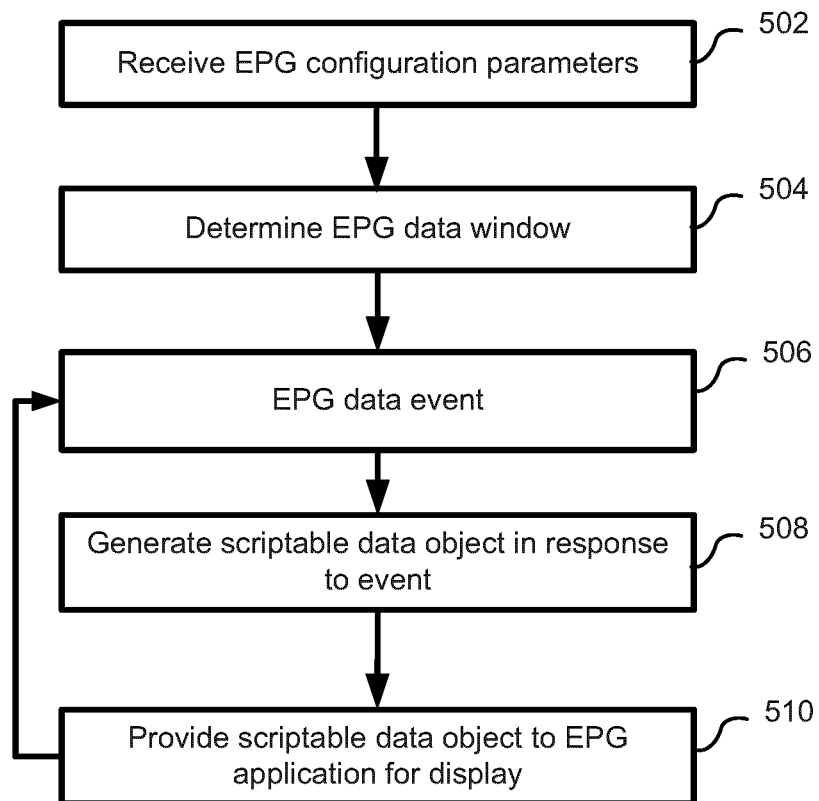 502
Receive EPG configuration parameters
504
Determine EPG data window
506
EPG data event
508
Generate scriptable data object in response
to event
510
Provide scriptable data object to EPG
application for display